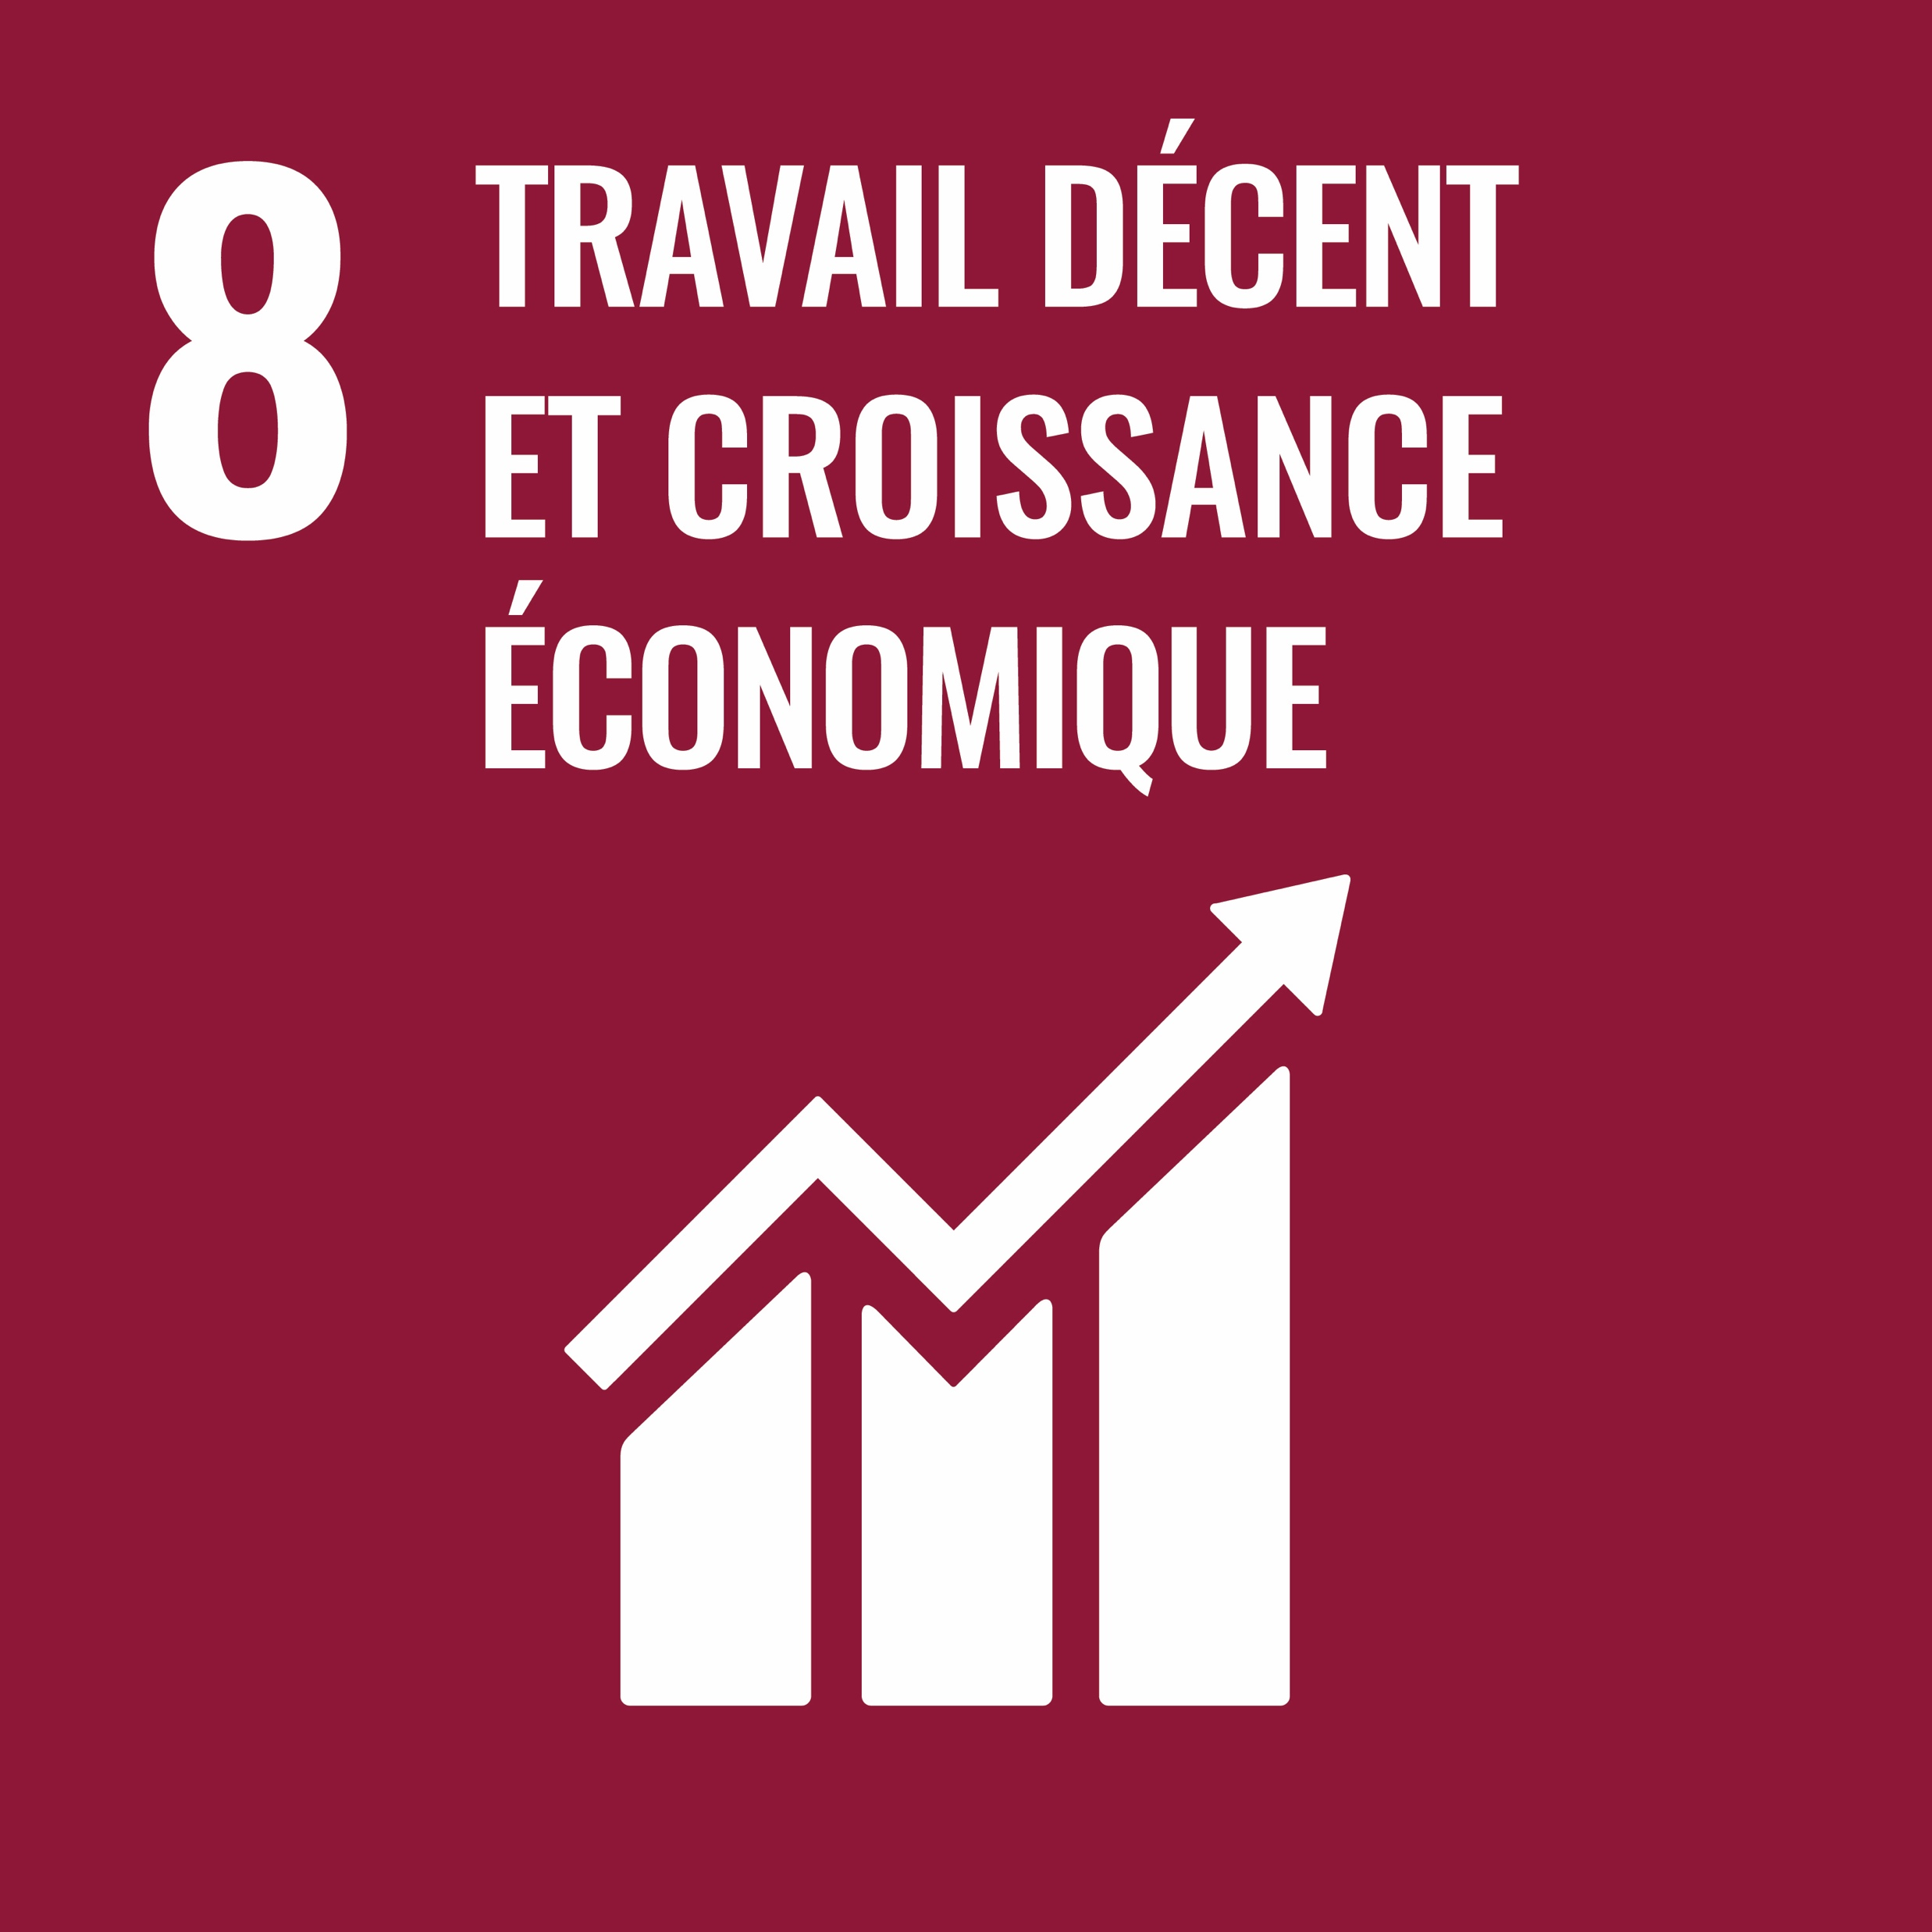 8
TRAVAIL DÉCENT
ET CROISSANCE
ÉCONOMIQUE